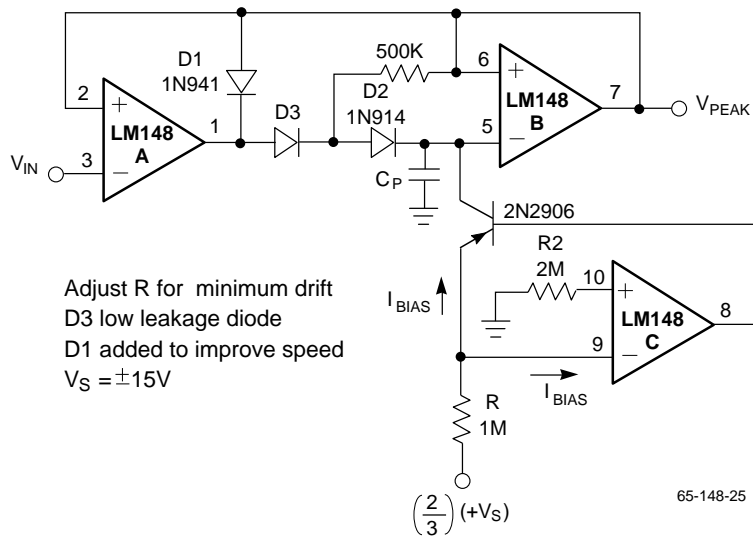 D1
1N941
500K
D2
1N914
D3
2
+
LM148
A
1
3
−
V_IN
6
+
LM148
B
7
5
−
V_PEAK
C_P
2N2906
R2
2M
10
+
LM148
C
8
9
−
I_BIAS
I_BIAS
Adjust R for minimum drift
D3 low leakage diode
D1 added to improve speed
V_S = ±15V
R
1M
(2/3) (+V_S)
65-148-25